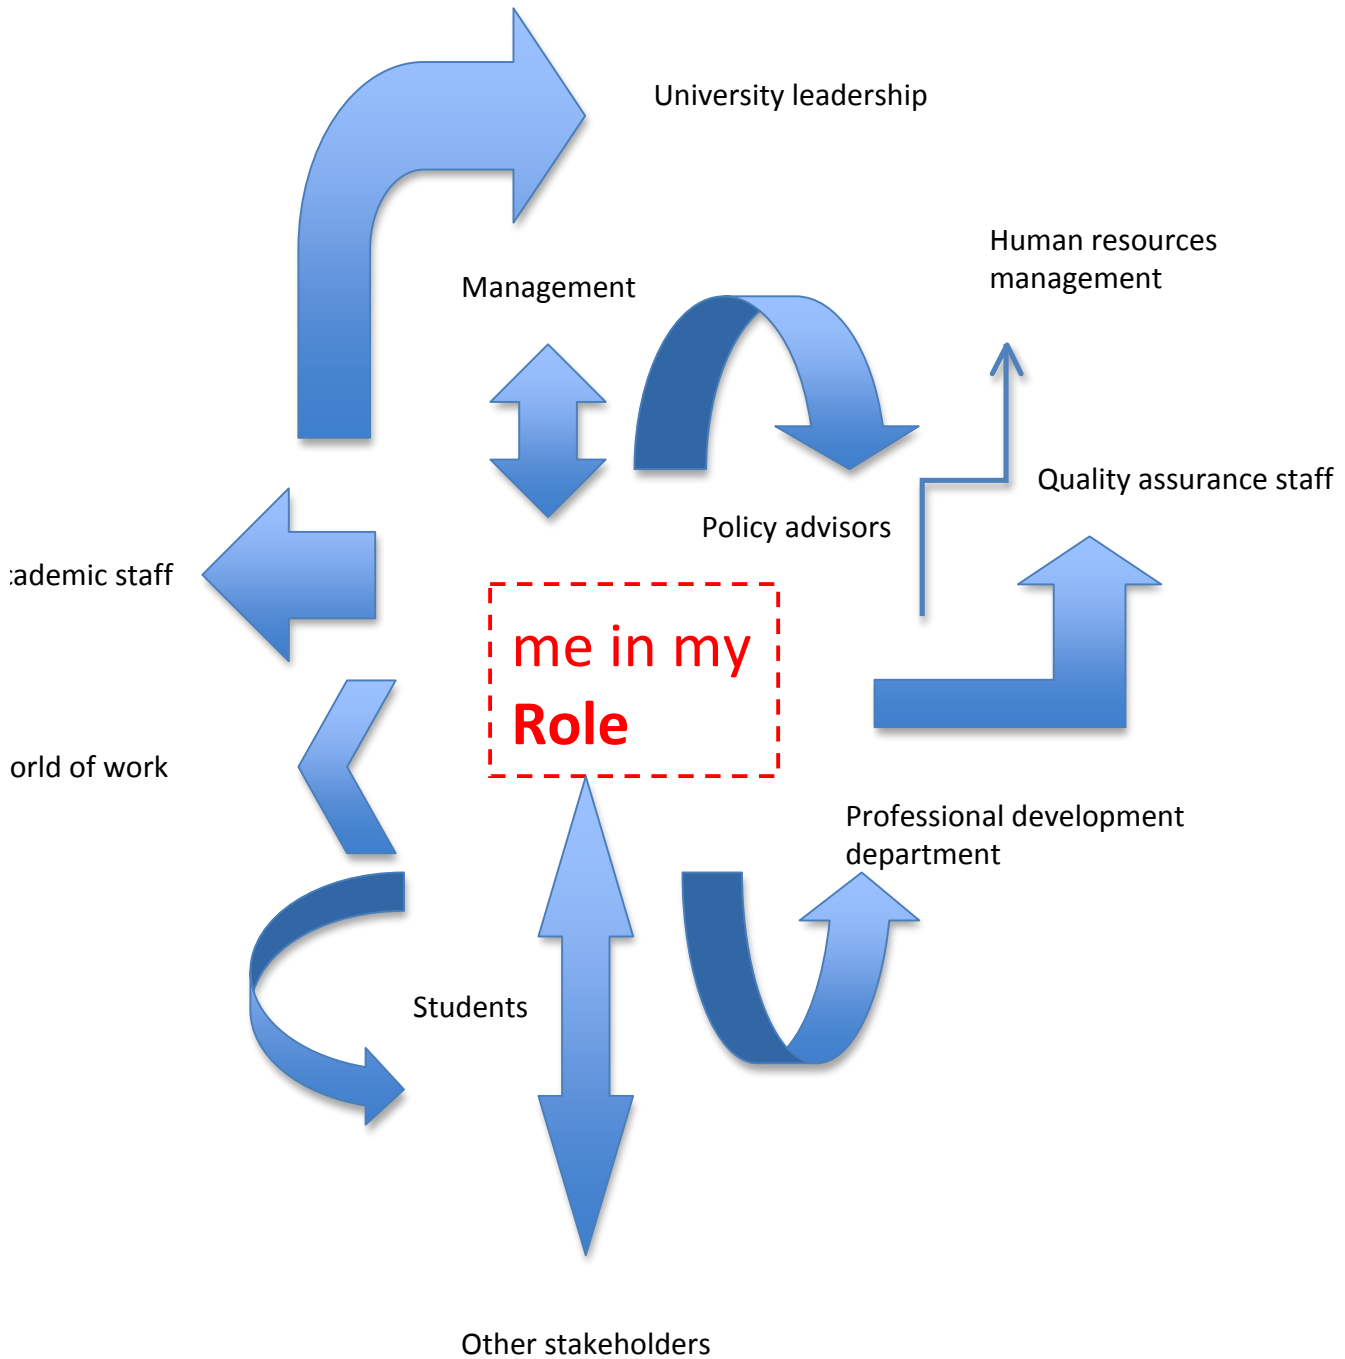 University leadership
Human resources
management
Management
Quality assurance staff
Policy advisors
cademic staff
me in my
Role
orld of work
Professional development
department
Students
Other stakeholders